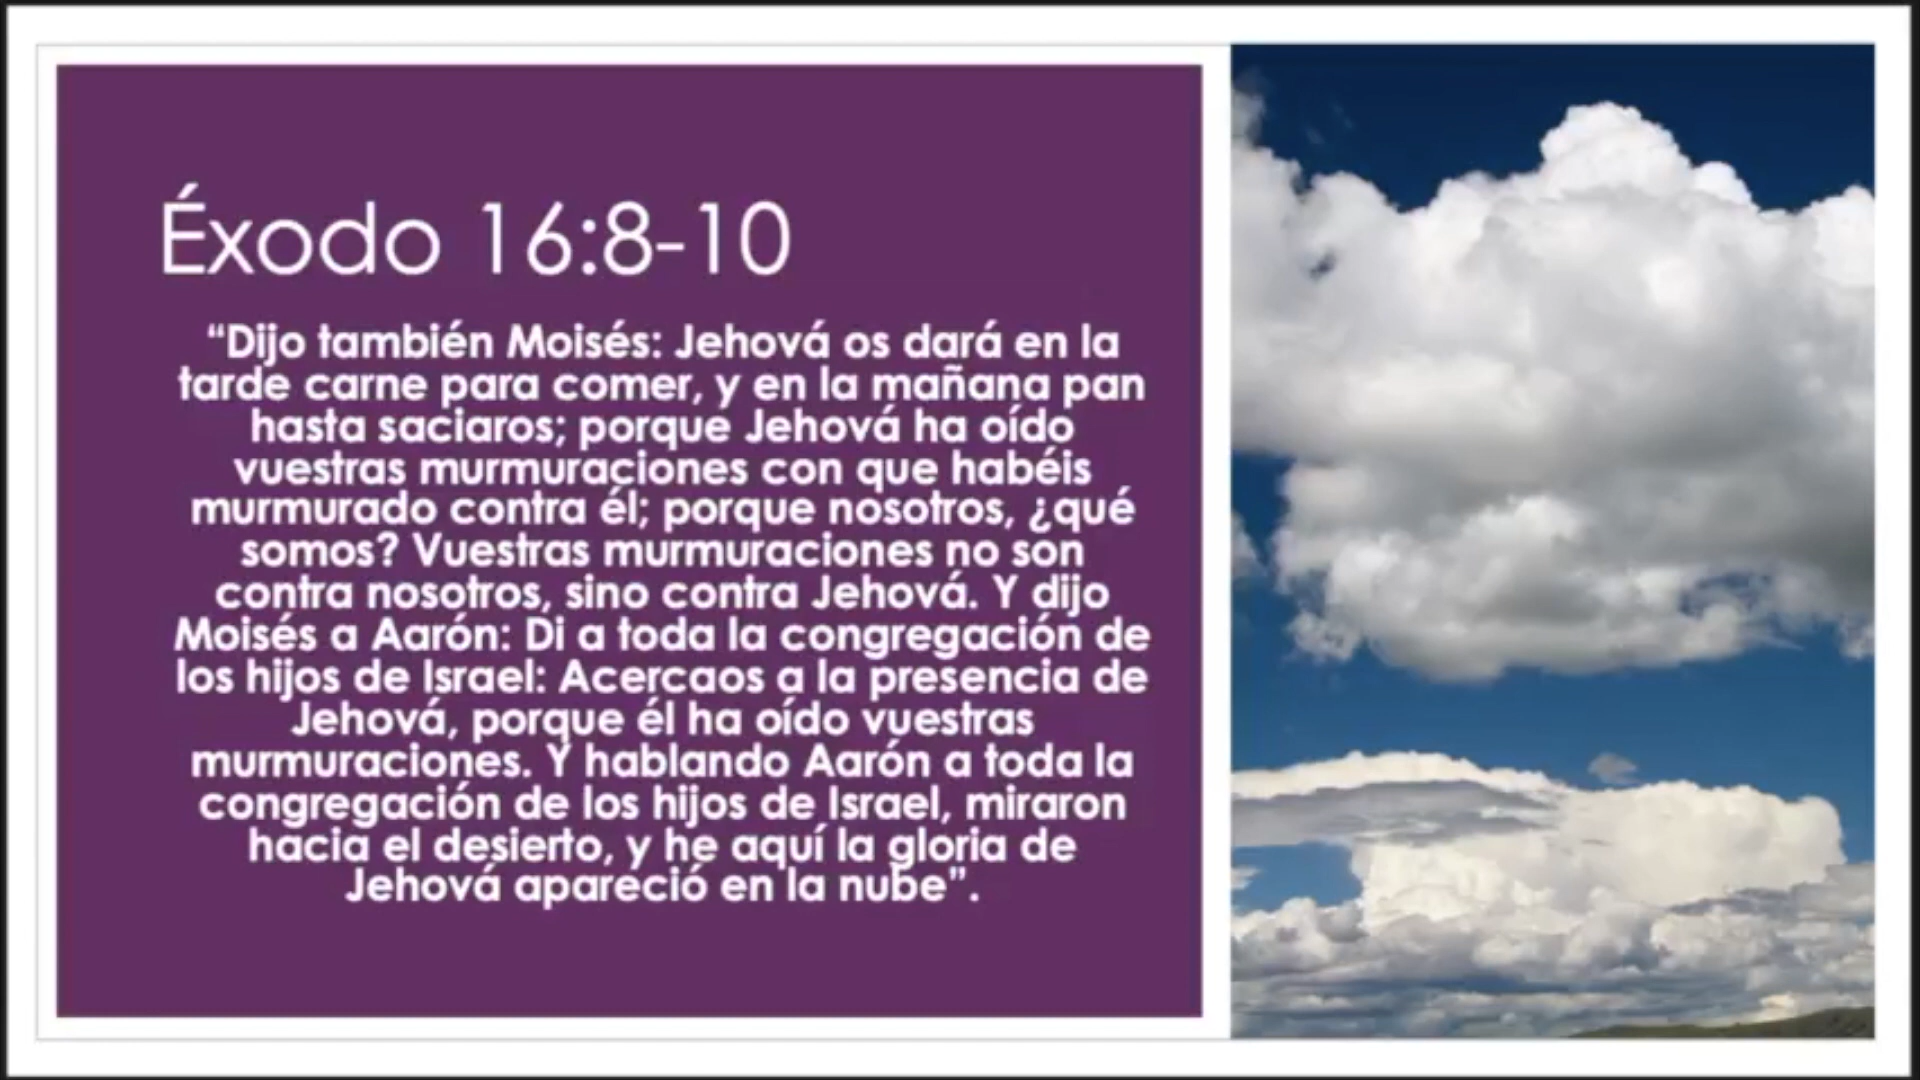 Éxodo 16:8-10
“Dijo también Moisés: Jehová os dará en la
tarde carne para comer, y en la mañana pan
hasta saciaros; porque Jehová ha oído
vuestras murmuraciones con que habéis
murmurado contra él; porque nosotros, ¿qué
somos? Vuestras murmuraciones no son
contra nosotros, sino contra Jehová. Y dijo
Moisés a Aarón: Di a toda la congregación de
los hijos de Israel: Acercaos a la presencia de
Jehová, porque él ha oído vuestras
murmuraciones. Y hablando Aarón a toda la
congregación de los hijos de Israel, miraron
hacia el desierto, y he aquí la gloria de
Jehová apareció en la nube”.